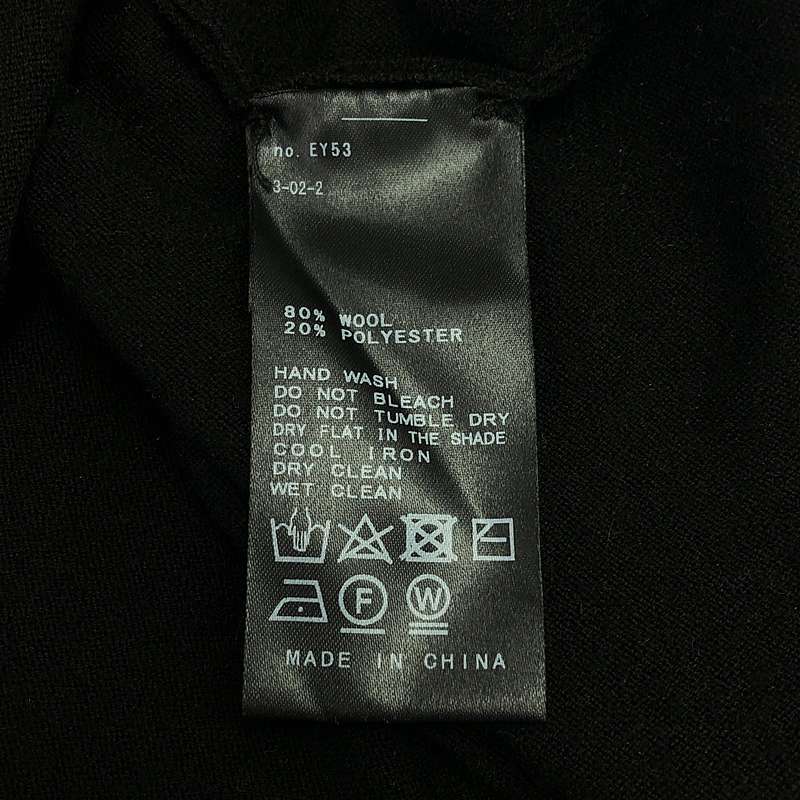 no. EY53
3-02-2
80% WOOL
20% POLYESTER
HAND WASH
DO NOT BLEACH
DO NOT TUMBLE DRY
DRY FLAT IN THE SHADE
COOL IRON
DRY CLEAN
WET CLEAN
F W
MADE IN CHINA